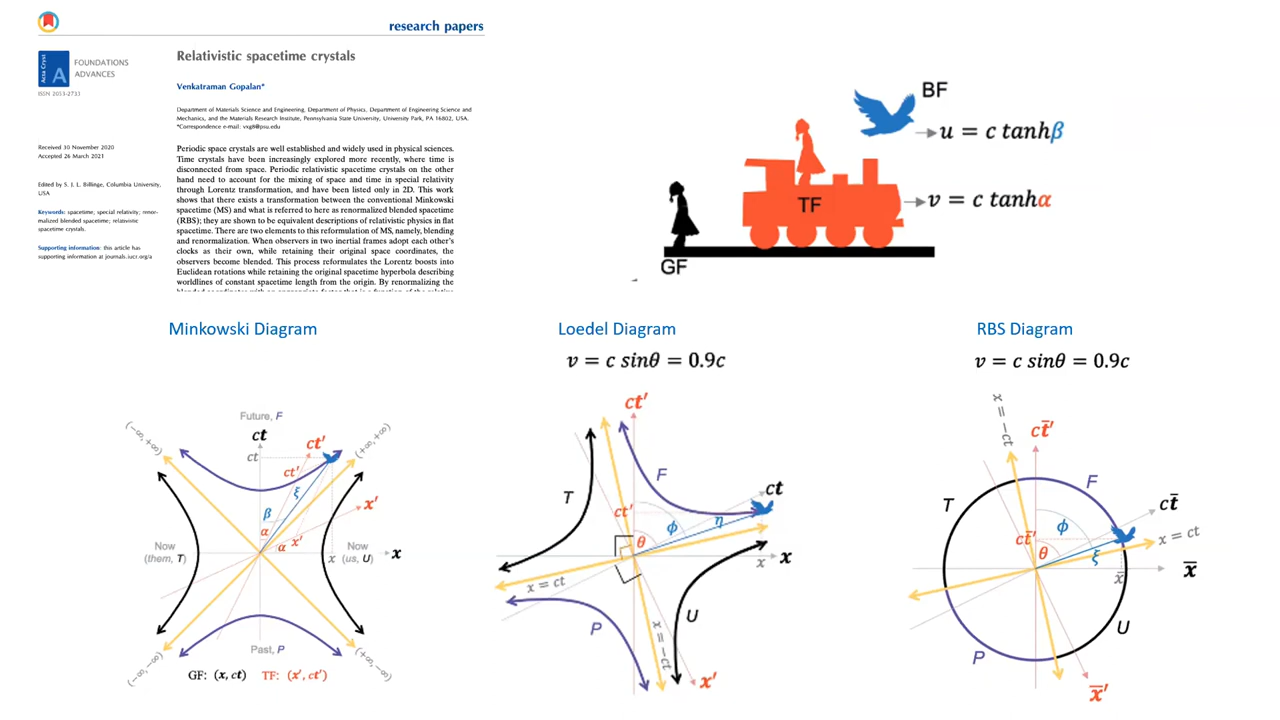 research papers
Acta Cryst
A
FOUNDATIONS
ADVANCES
ISSN 2053-2733
Relativistic spacetime crystals
Venkatraman Gopalan*
Department of Materials Science and Engineering, Department of Physics, Department of Engineering Science and
Mechanics, and the Materials Research Institute, Pennsylvania State University, University Park, PA 16802, USA.
*Correspondence e-mail: vxg8@psu.edu
Received 30 November 2020
Accepted 26 March 2021
Edited by S. J. L. Billinge, Columbia University,
USA
Keywords: spacetime; special relativity; renor-
malized blended spacetime; relativistic
spacetime crystals.
Supporting information: this article has
supporting information at journals.iucr.org/a
Periodic space crystals are well established and widely used in physical sciences.
Time crystals have been increasingly explored more recently, where time is
disconnected from space. Periodic relativistic spacetime crystals on the other
hand need to account for the mixing of space and time in special relativity
through Lorentz transformation, and have been listed only in 2D. This work
shows that there exists a transformation between the conventional Minkowski
spacetime (MS) and what is referred to here as renormalized blended spacetime
(RBS); they are shown to be equivalent descriptions of relativistic physics in flat
spacetime. There are two elements to this reformulation of MS, namely, blending
and renormalization. When observers in two inertial frames adopt each other's
clocks as their own, while retaining their original space coordinates, the
observers become blended. This process reformulates the Lorentz boosts into
Euclidean rotations while retaining the original spacetime hyperbola describing
worldlines of constant spacetime length from the origin. By renormalizing the
BF
u = c tanhβ
TF
v = c tanhα
GF
Minkowski Diagram
Future, F
ct
(−∞,+∞)
(+∞,+∞)
ct
ct′
ct′
ξ
β
α
x′
α
x′
Now
(them, T)
x
Now
(us, U)
x
Past, P
(−∞,−∞)
(+∞,−∞)
GF: (x, ct) TF: (x′, ct′)
Loedel Diagram
v = c sinθ = 0.9c
ct′
F
T
ct
ct′
ϕ
η
θ
x
x
x = ct
P
U
x = −ct
x′
RBS Diagram
v = c sinθ = 0.9c
x = −ct
ct̄′
F
T
ct̄
ϕ
ct̄′
θ
ξ
x = ct
x̄
x̄
U
P
x̄′